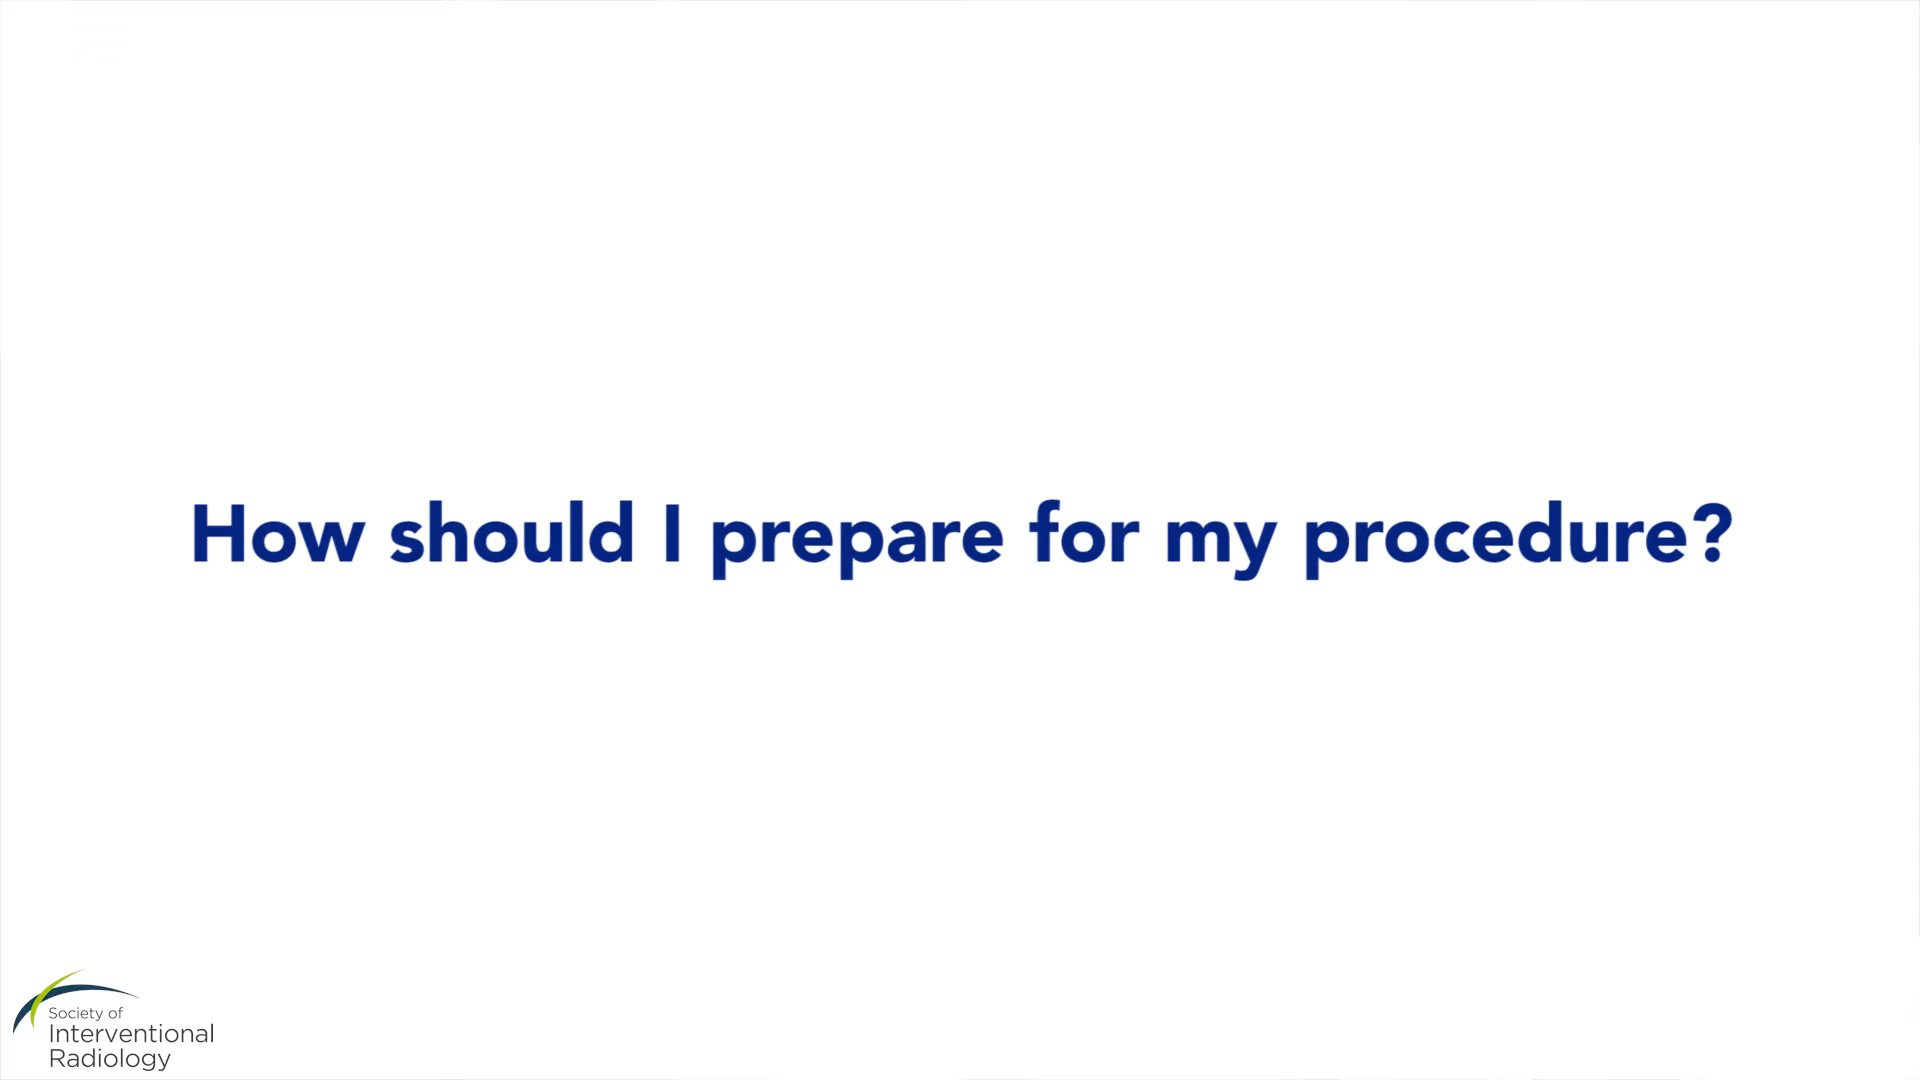 How should I prepare for my procedure?
Society of
Interventional
Radiology